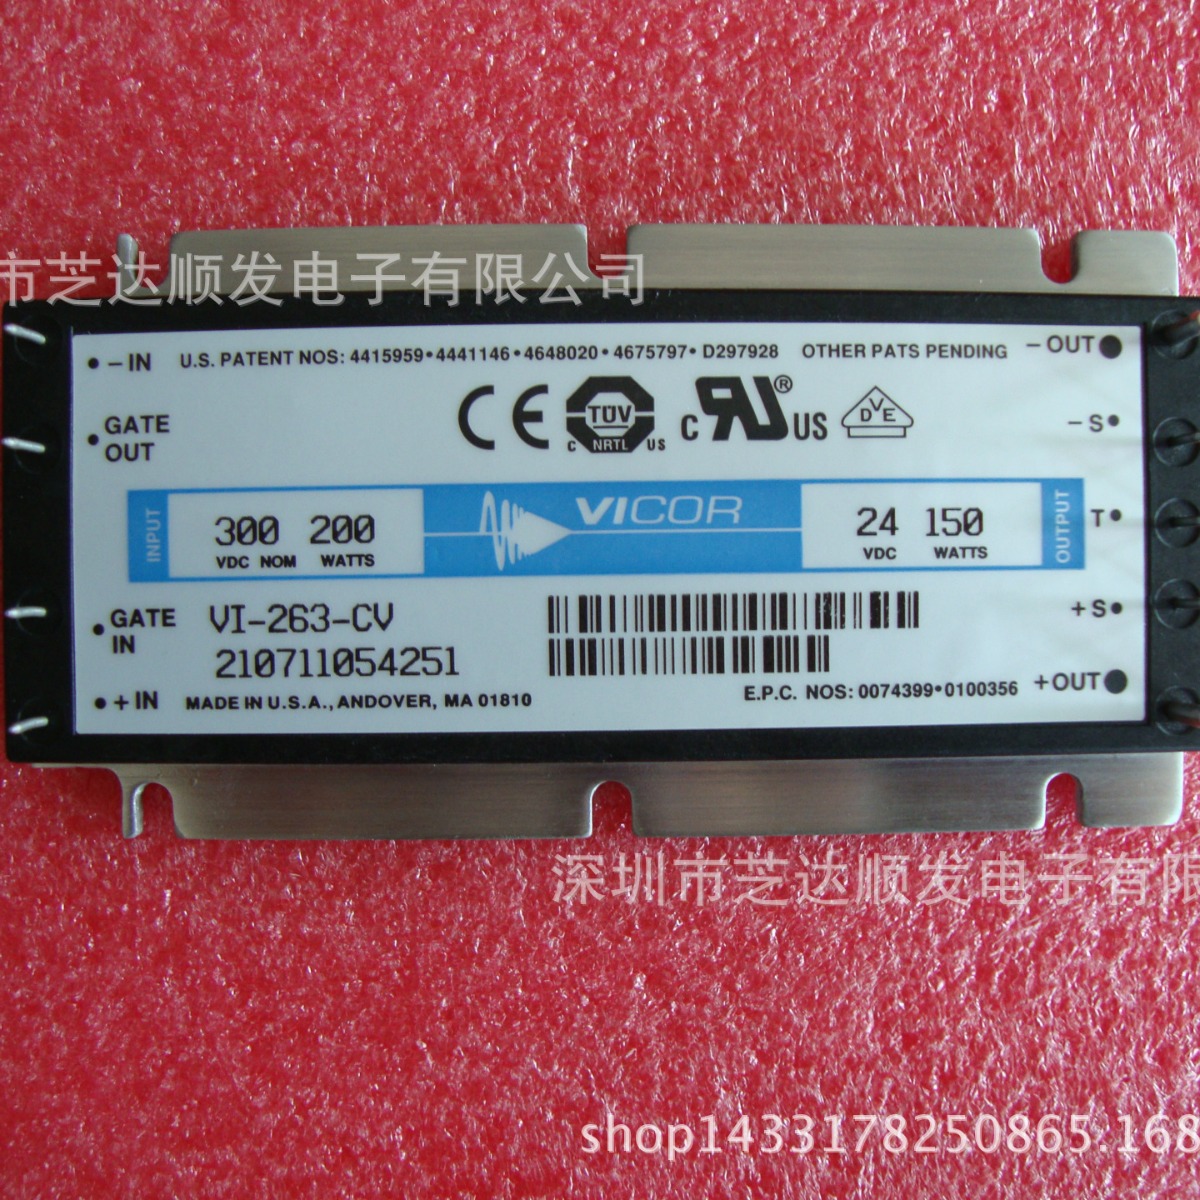 市芝达顺发电子有限公司
– IN
U.S. PATENT NOS: 4415959•4441146•4648020•4675797•D297928 OTHER PATS PENDING
– OUT
GATE
OUT
CE
TÜV
NRTL
C US
C UR ® US
DVE
– S
INPUT
300 200
VDC NOM WATTS
VICOR
24 150
VDC WATTS
OUTPUT
T
GATE
IN
VI-263-CV
210711054251
+ S
+ IN
MADE IN U.S.A., ANDOVER, MA 01810
E.P.C. NOS: 0074399•0100356
+ OUT
深圳市芝达顺发电子有限
shop1433178250865.168